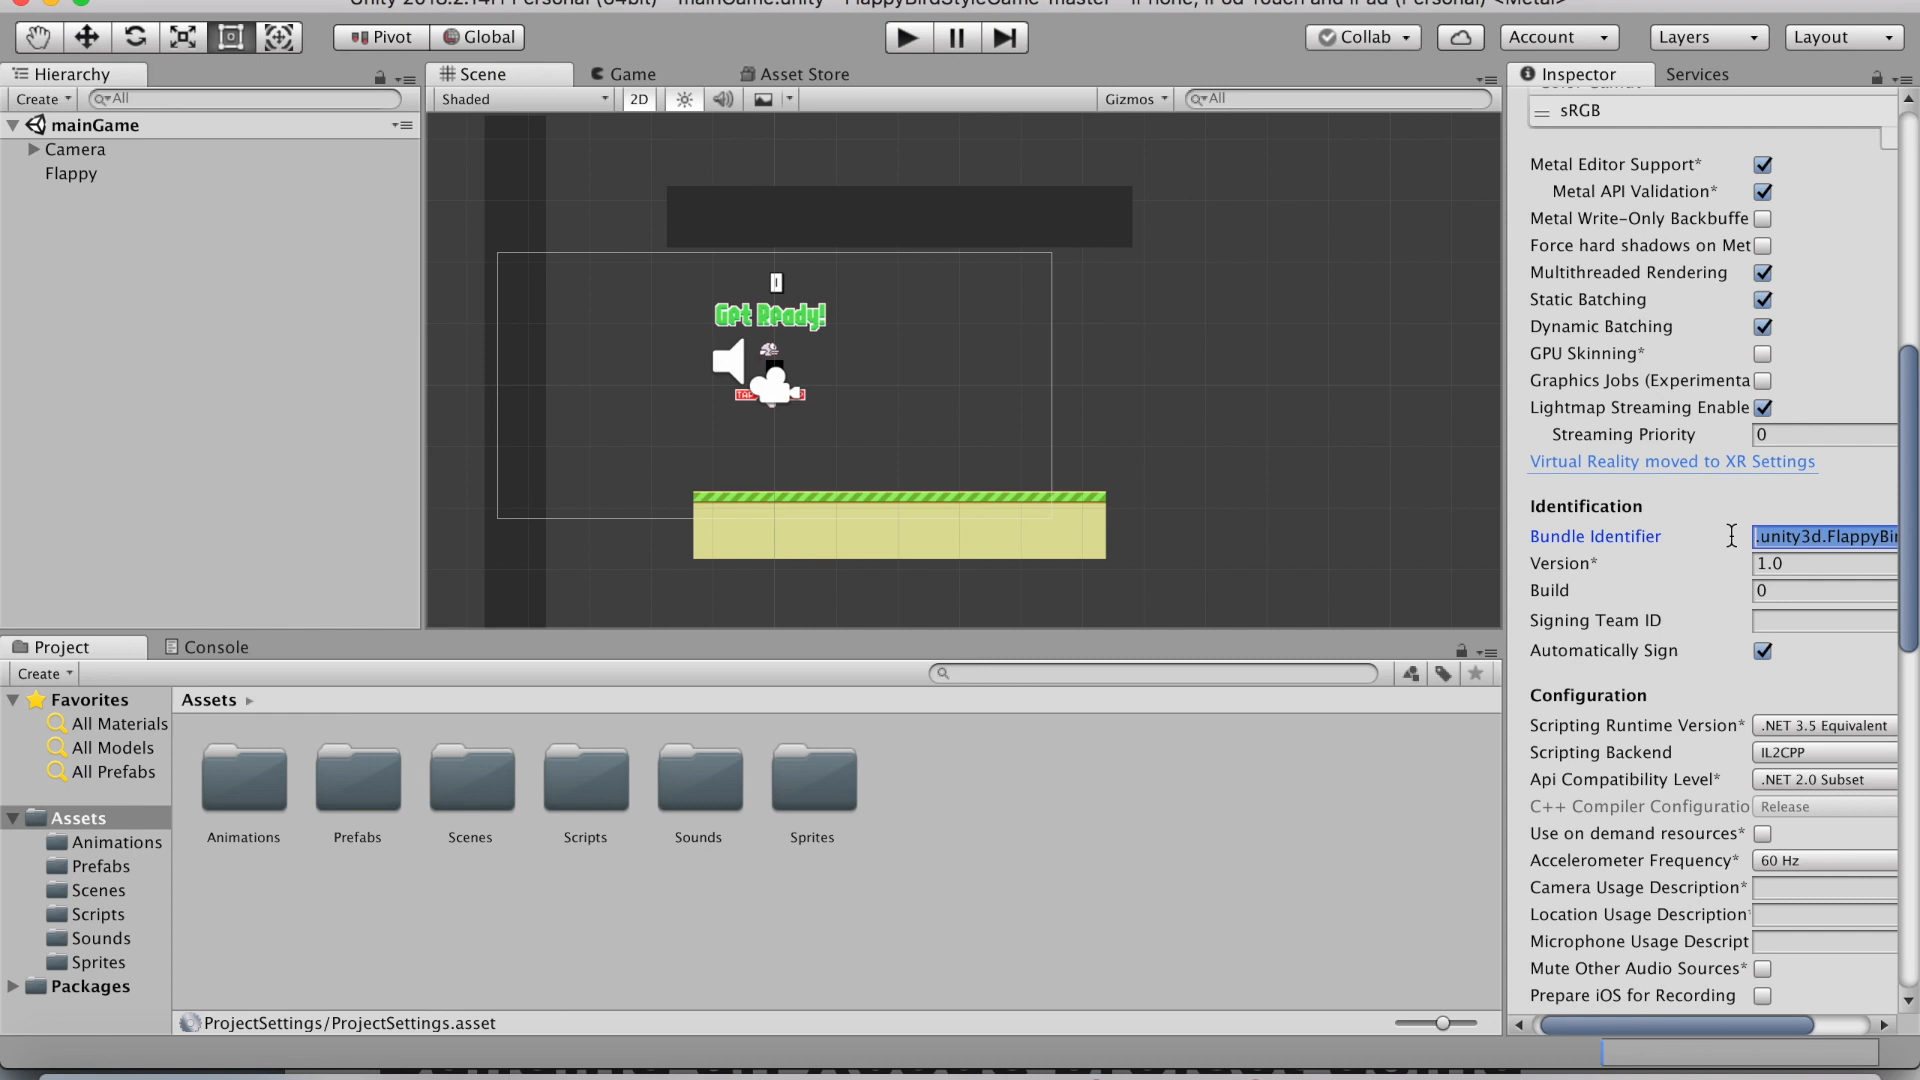 Pivot
Global
Collab
Account
Layers
Layout
Hierarchy
Scene
Game
Asset Store
Inspector
Services
Create
All
Shaded
2D
Gizmos
All
mainGame
Camera
Flappy
Get Ready!
sRGB
Metal Editor Support*
Metal API Validation*
Metal Write-Only Backbuffe
Force hard shadows on Met
Multithreaded Rendering
Static Batching
Dynamic Batching
GPU Skinning*
Graphics Jobs (Experimenta
Lightmap Streaming Enable
Streaming Priority 0
Virtual Reality moved to XR Settings
Identification
Bundle Identifier .unity3d.FlappyBir
Version* 1.0
Build 0
Signing Team ID
Automatically Sign
Configuration
Scripting Runtime Version* .NET 3.5 Equivalent
Scripting Backend IL2CPP
Api Compatibility Level* .NET 2.0 Subset
C++ Compiler Configuratio Release
Use on demand resources*
Accelerometer Frequency* 60 Hz
Camera Usage Description*
Location Usage Description*
Microphone Usage Descript
Mute Other Audio Sources*
Prepare iOS for Recording
Project
Console
Create
Favorites
All Materials
All Models
All Prefabs
Assets
Animations
Prefabs
Scenes
Scripts
Sounds
Sprites
Packages
Assets
Animations
Prefabs
Scenes
Scripts
Sounds
Sprites
ProjectSettings/ProjectSettings.asset